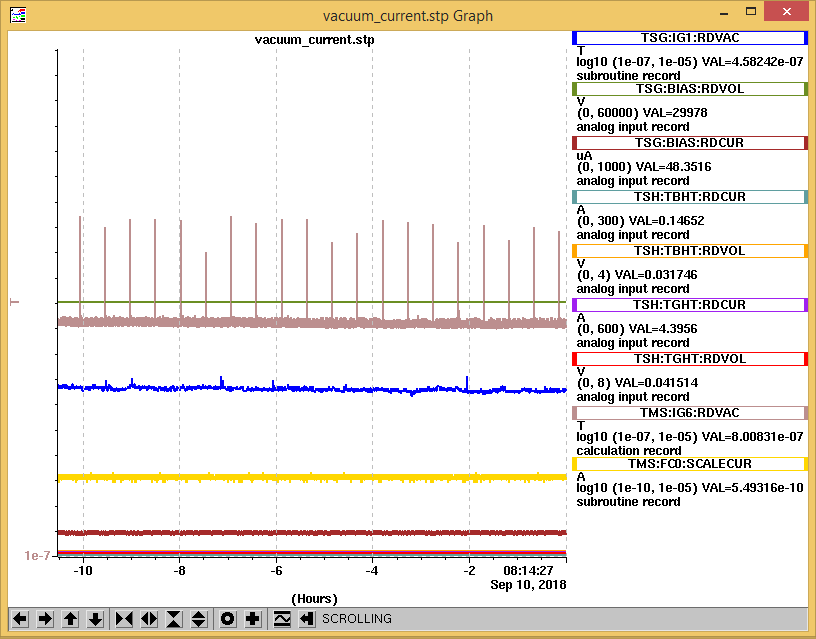 vacuum_current.stp Graph
vacuum_current.stp
T
1e-7
-10
-8
-6
-4
-2
08:14:27
Sep 10, 2018
(Hours)
TSG:IG1:RDVAC
T
log10 (1e-07, 1e-05) VAL=4.58242e-07
subroutine record
TSG:BIAS:RDVOL
V
(0, 60000) VAL=29978
analog input record
TSG:BIAS:RDCUR
uA
(0, 1000) VAL=48.3516
analog input record
TSH:TBHT:RDCUR
A
(0, 300) VAL=0.14652
analog input record
TSH:TBHT:RDVOL
V
(0, 4) VAL=0.031746
analog input record
TSH:TGHT:RDCUR
A
(0, 600) VAL=4.3956
analog input record
TSH:TGHT:RDVOL
V
(0, 8) VAL=0.041514
analog input record
TMS:IG6:RDVAC
T
log10 (1e-07, 1e-05) VAL=8.00831e-07
calculation record
TMS:FC0:SCALECUR
A
log10 (1e-10, 1e-05) VAL=5.49316e-10
subroutine record
SCROLLING